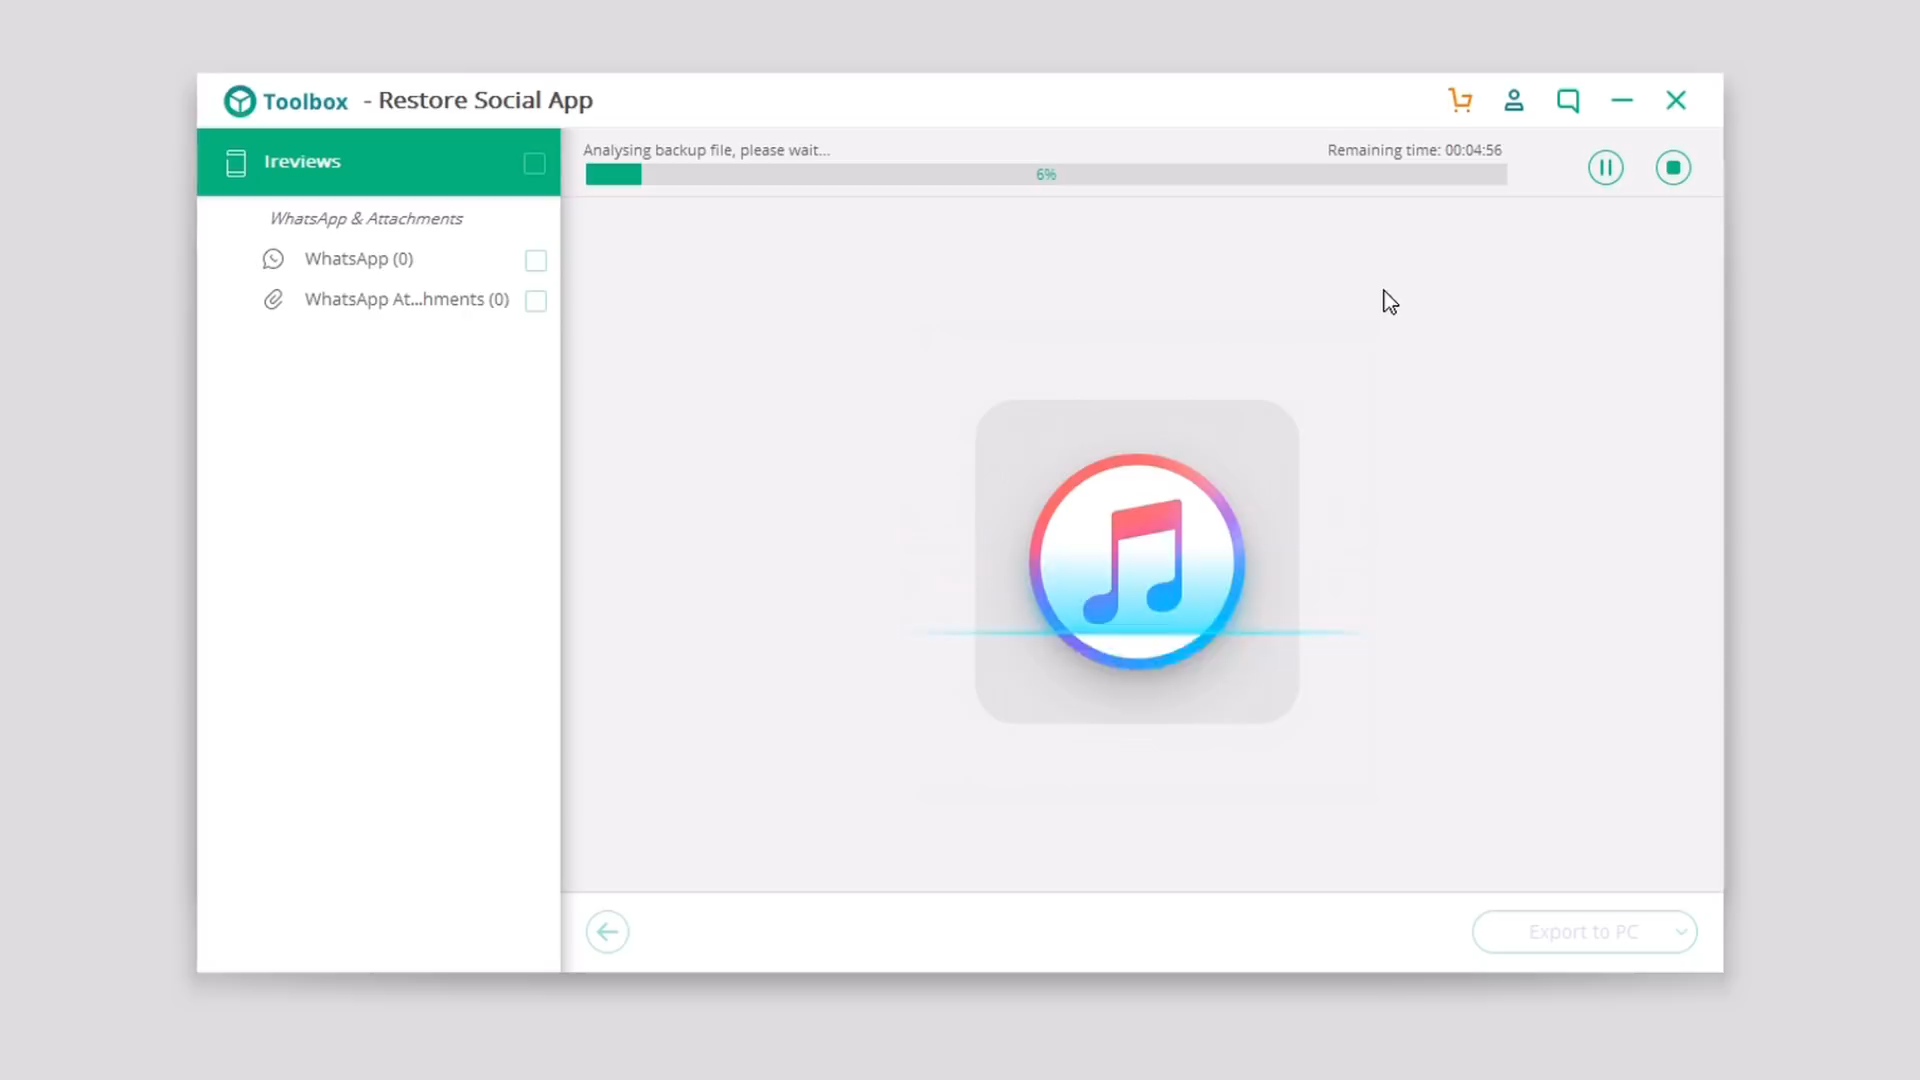 Toolbox - Restore Social App
Ireviews
Analysing backup file, please wait...
Remaining time: 00:04:56
6%
WhatsApp & Attachments
WhatsApp (0)
WhatsApp At...hments (0)
Export to PC